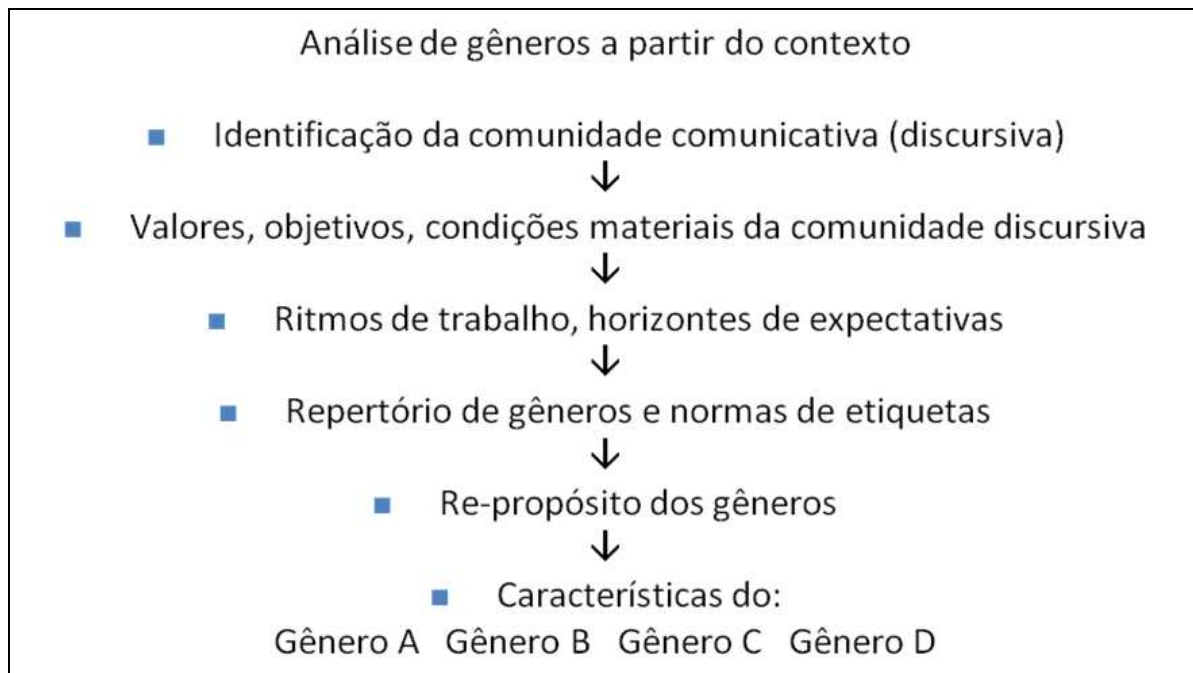 Análise de gêneros a partir do contexto
▪ Identificação da comunidade comunicativa (discursiva)
↓
▪ Valores, objetivos, condições materiais da comunidade discursiva
↓
▪ Ritmos de trabalho, horizontes de expectativas
↓
▪ Repertório de gêneros e normas de etiquetas
↓
▪ Re-propósito dos gêneros
↓
▪ Características do:
Gênero A Gênero B Gênero C Gênero D